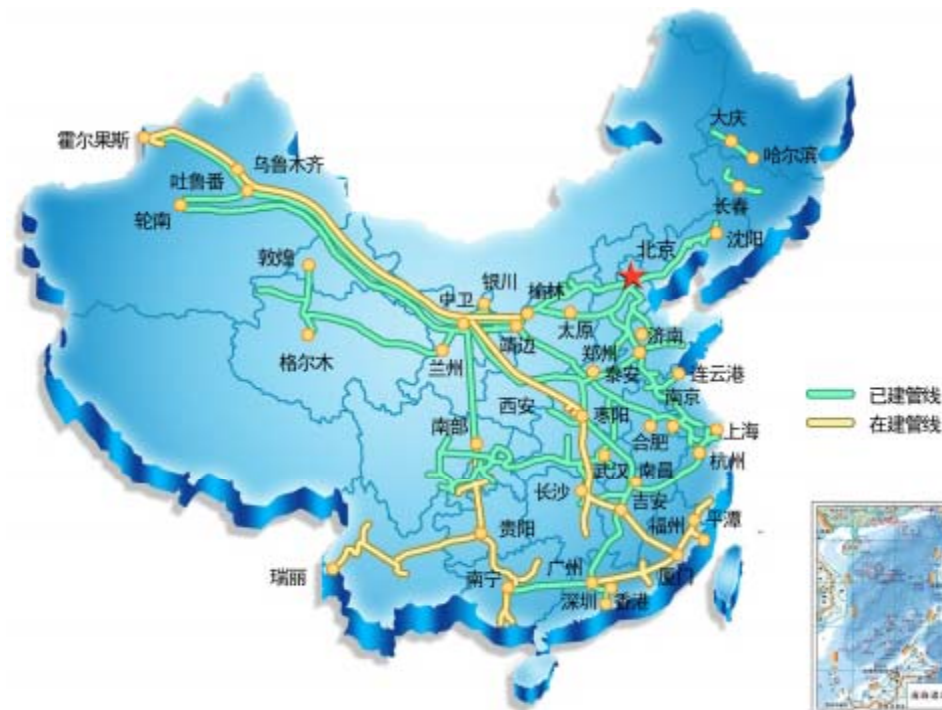 大庆
哈尔滨
霍尔果斯
乌鲁木齐
吐鲁番
长春
轮南
沈阳
北京
敦煌
银川
榆林
中卫
太原
济南
靖边
郑州
格尔木
兰州
泰安
连云港
已建管线
西安
南京
枣阳
在建管线
南部
合肥
上海
武汉
南昌
杭州
长沙
吉安
贵阳
福州
平潭
瑞丽
南宁
广州
厦门
深圳
香港